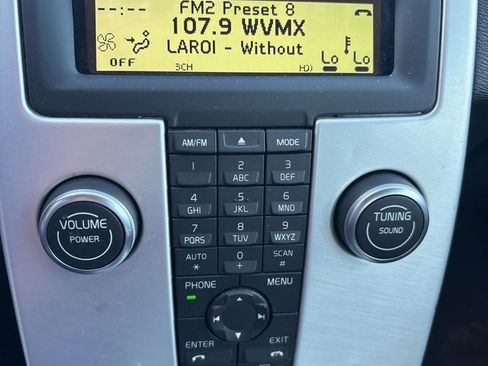 --:-- FM2 Preset 8
107.9 WVMX
LAROI - Without
OFF Lo Lo
SCH HD)
AM/FM MODE
1 2 3
ABC DEF
4 5 6
GHI JKL MNO
7 8 9
PQRS TUV WXYZ
AUTO 0 SCAN
* + #
PHONE MENU
VOLUME
POWER
TUNING
SOUND
ENTER EXIT